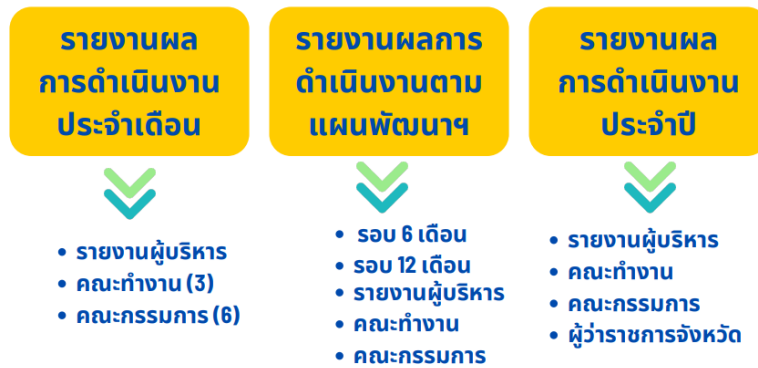 รายงานผล
การดำเนินงาน
ประจำเดือน
• รายงานผู้บริหาร
• คณะทำงาน (3)
• คณะกรรมการ (6)
รายงานผลการ
ดำเนินงานตาม
แผนพัฒนาฯ
• รอบ 6 เดือน
• รอบ 12 เดือน
• รายงานผู้บริหาร
• คณะทำงาน
• คณะกรรมการ
รายงานผล
การดำเนินงาน
ประจำปี
• รายงานผู้บริหาร
• คณะทำงาน
• คณะกรรมการ
• ผู้ว่าราชการจังหวัด